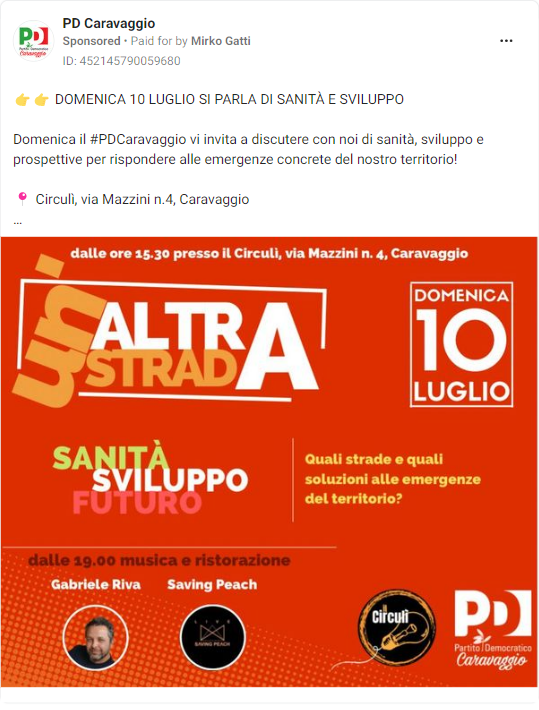 PD Caravaggio
Sponsored • Paid for by Mirko Gatti
ID: 452145790059680
👉👉 DOMENICA 10 LUGLIO SI PARLA DI SANITÀ E SVILUPPO
Domenica il #PDCaravaggio vi invita a discutere con noi di sanità, sviluppo e
prospettive per rispondere alle emergenze concrete del nostro territorio!
📍 Circulì, via Mazzini n.4, Caravaggio
...
dalle ore 15.30 presso il Circulì, via Mazzini n. 4, Caravaggio
un'
ALTRA
STRADA
DOMENICA
10
LUGLIO
SANITÀ
SVILUPPO
FUTURO
Quali strade e quali
soluzioni alle emergenze
del territorio?
dalle 19.00 musica e ristorazione
Gabriele Riva
Saving Peach
LIVE
SAVING PEACH
il Circulì
PD
Partito Democratico
Caravaggio